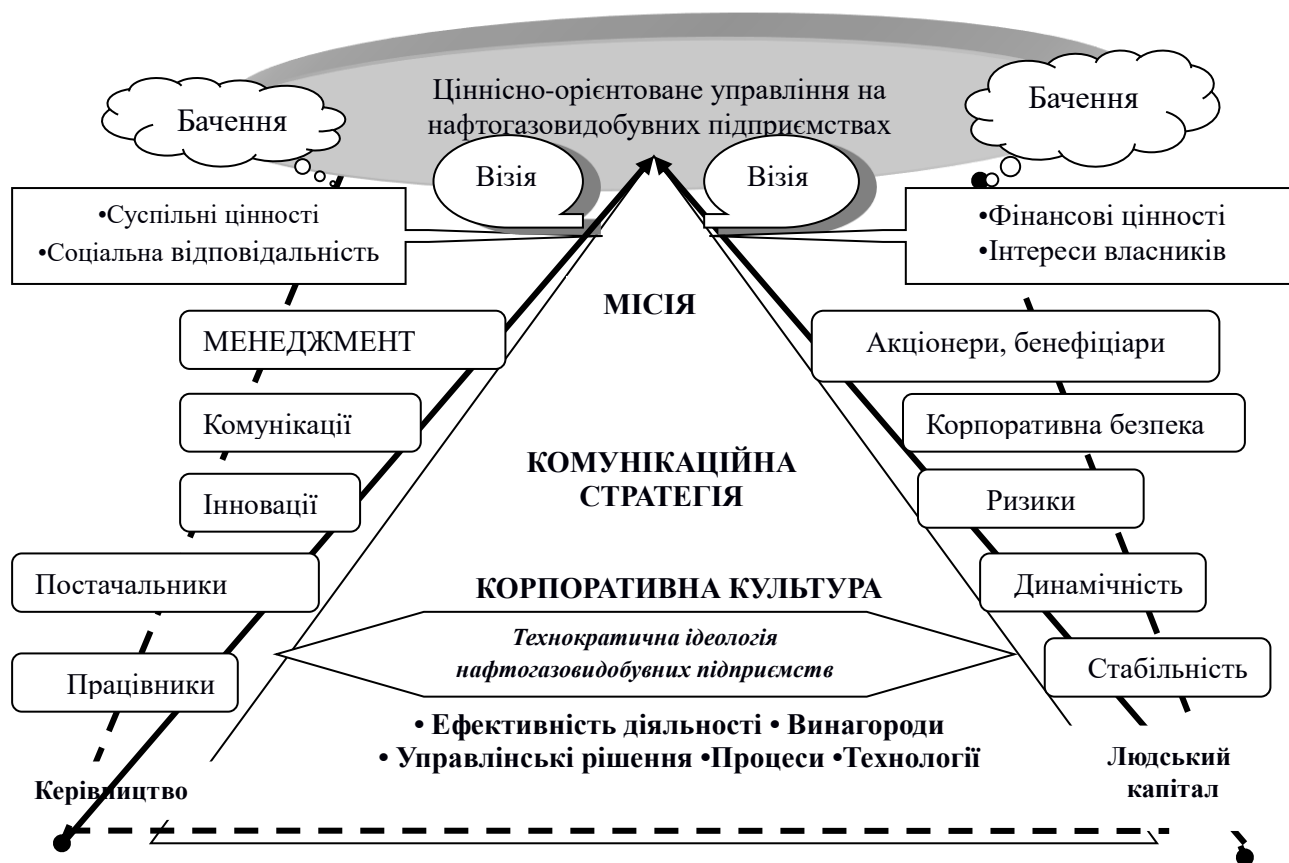 Ціннісно-орієнтоване управління на
нафтогазовидобувних підприємствах
Бачення
Бачення
Візія
Візія
•Суспільні цінності
•Соціальна відповідальність
•Фінансові цінності
•Інтереси власників
МІСІЯ
МЕНЕДЖМЕНТ
Акціонери, бенефіціари
Комунікації
Корпоративна безпека
КОМУНІКАЦІЙНА
СТРАТЕГІЯ
Інновації
Ризики
Постачальники
Динамічність
КОРПОРАТИВНА КУЛЬТУРА
Технократична ідеологія
нафтогазовидобувних підприємств
Працівники
Стабільність
• Ефективність діяльності • Винагороди
• Управлінські рішення •Процеси •Технології
Керівництво
Людський
капітал